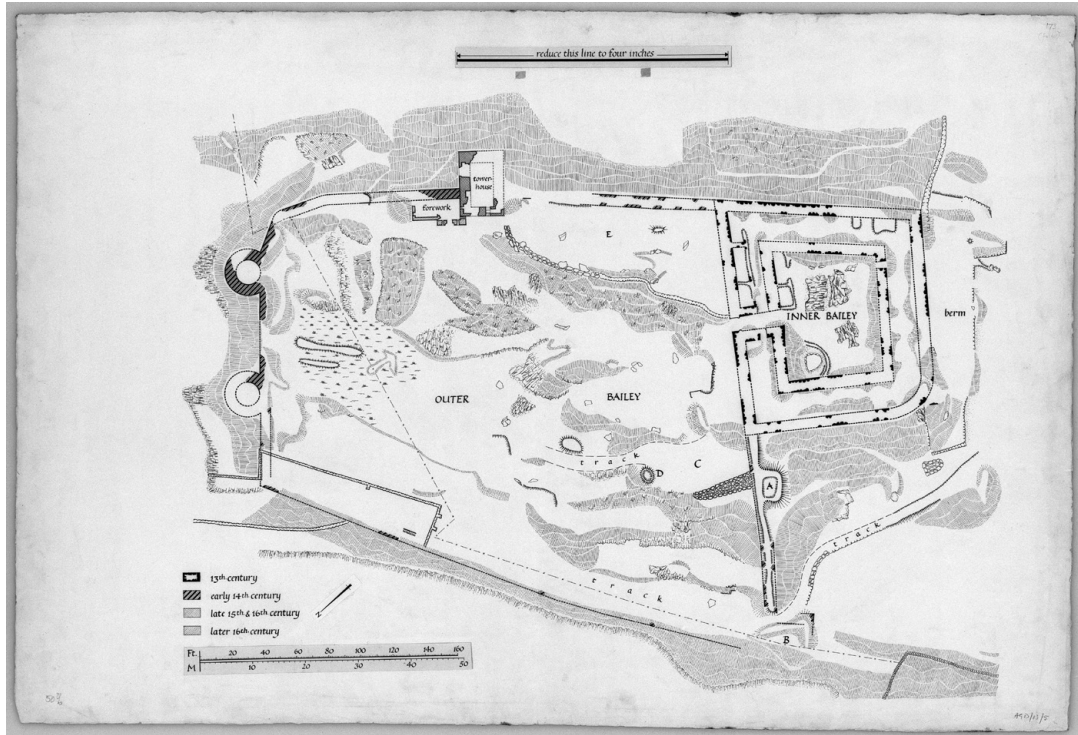 reduce this line to four inches
tower-
house
forework
E
INNER BAILEY
berm
OUTER
BAILEY
track
C
D
A
track
track
B
13th century
early 14th century
late 15th & 16th century
later 16th century
N
Ft. 20 40 60 80 100 120 140 160
M 10 20 30 40 50